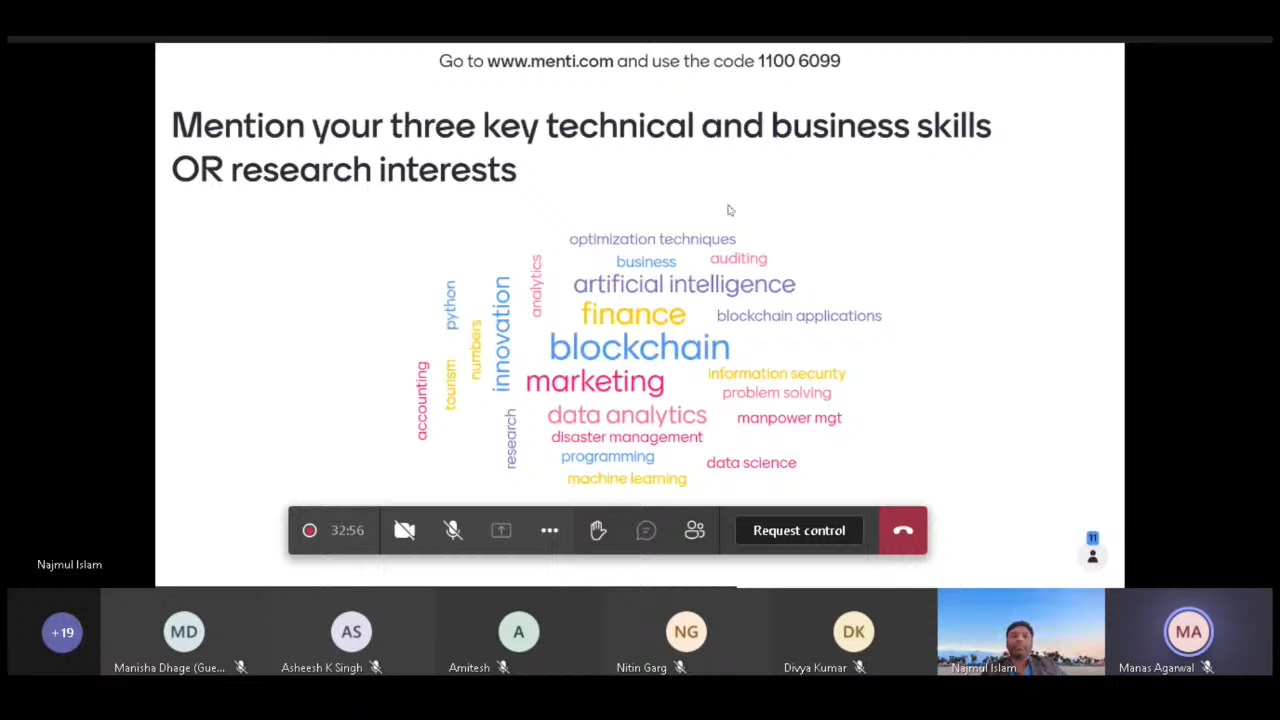 Go to www.menti.com and use the code 1100 6099
Mention your three key technical and business skills
OR research interests
optimization techniques
business
auditing
analytics
artificial intelligence
python
innovation
finance
blockchain applications
numbers
blockchain
accounting
tourism
marketing
information security
problem solving
data analytics
manpower mgt
research
disaster management
programming
data science
machine learning
32:56
Request control
11
Najmul Islam
+19
MD
AS
A
NG
DK
MA
Manisha Dhage (Gue...
Asheesh K Singh
Amitesh
Nitin Garg
Divya Kumar
Najmul Islam
Manas Agarwal